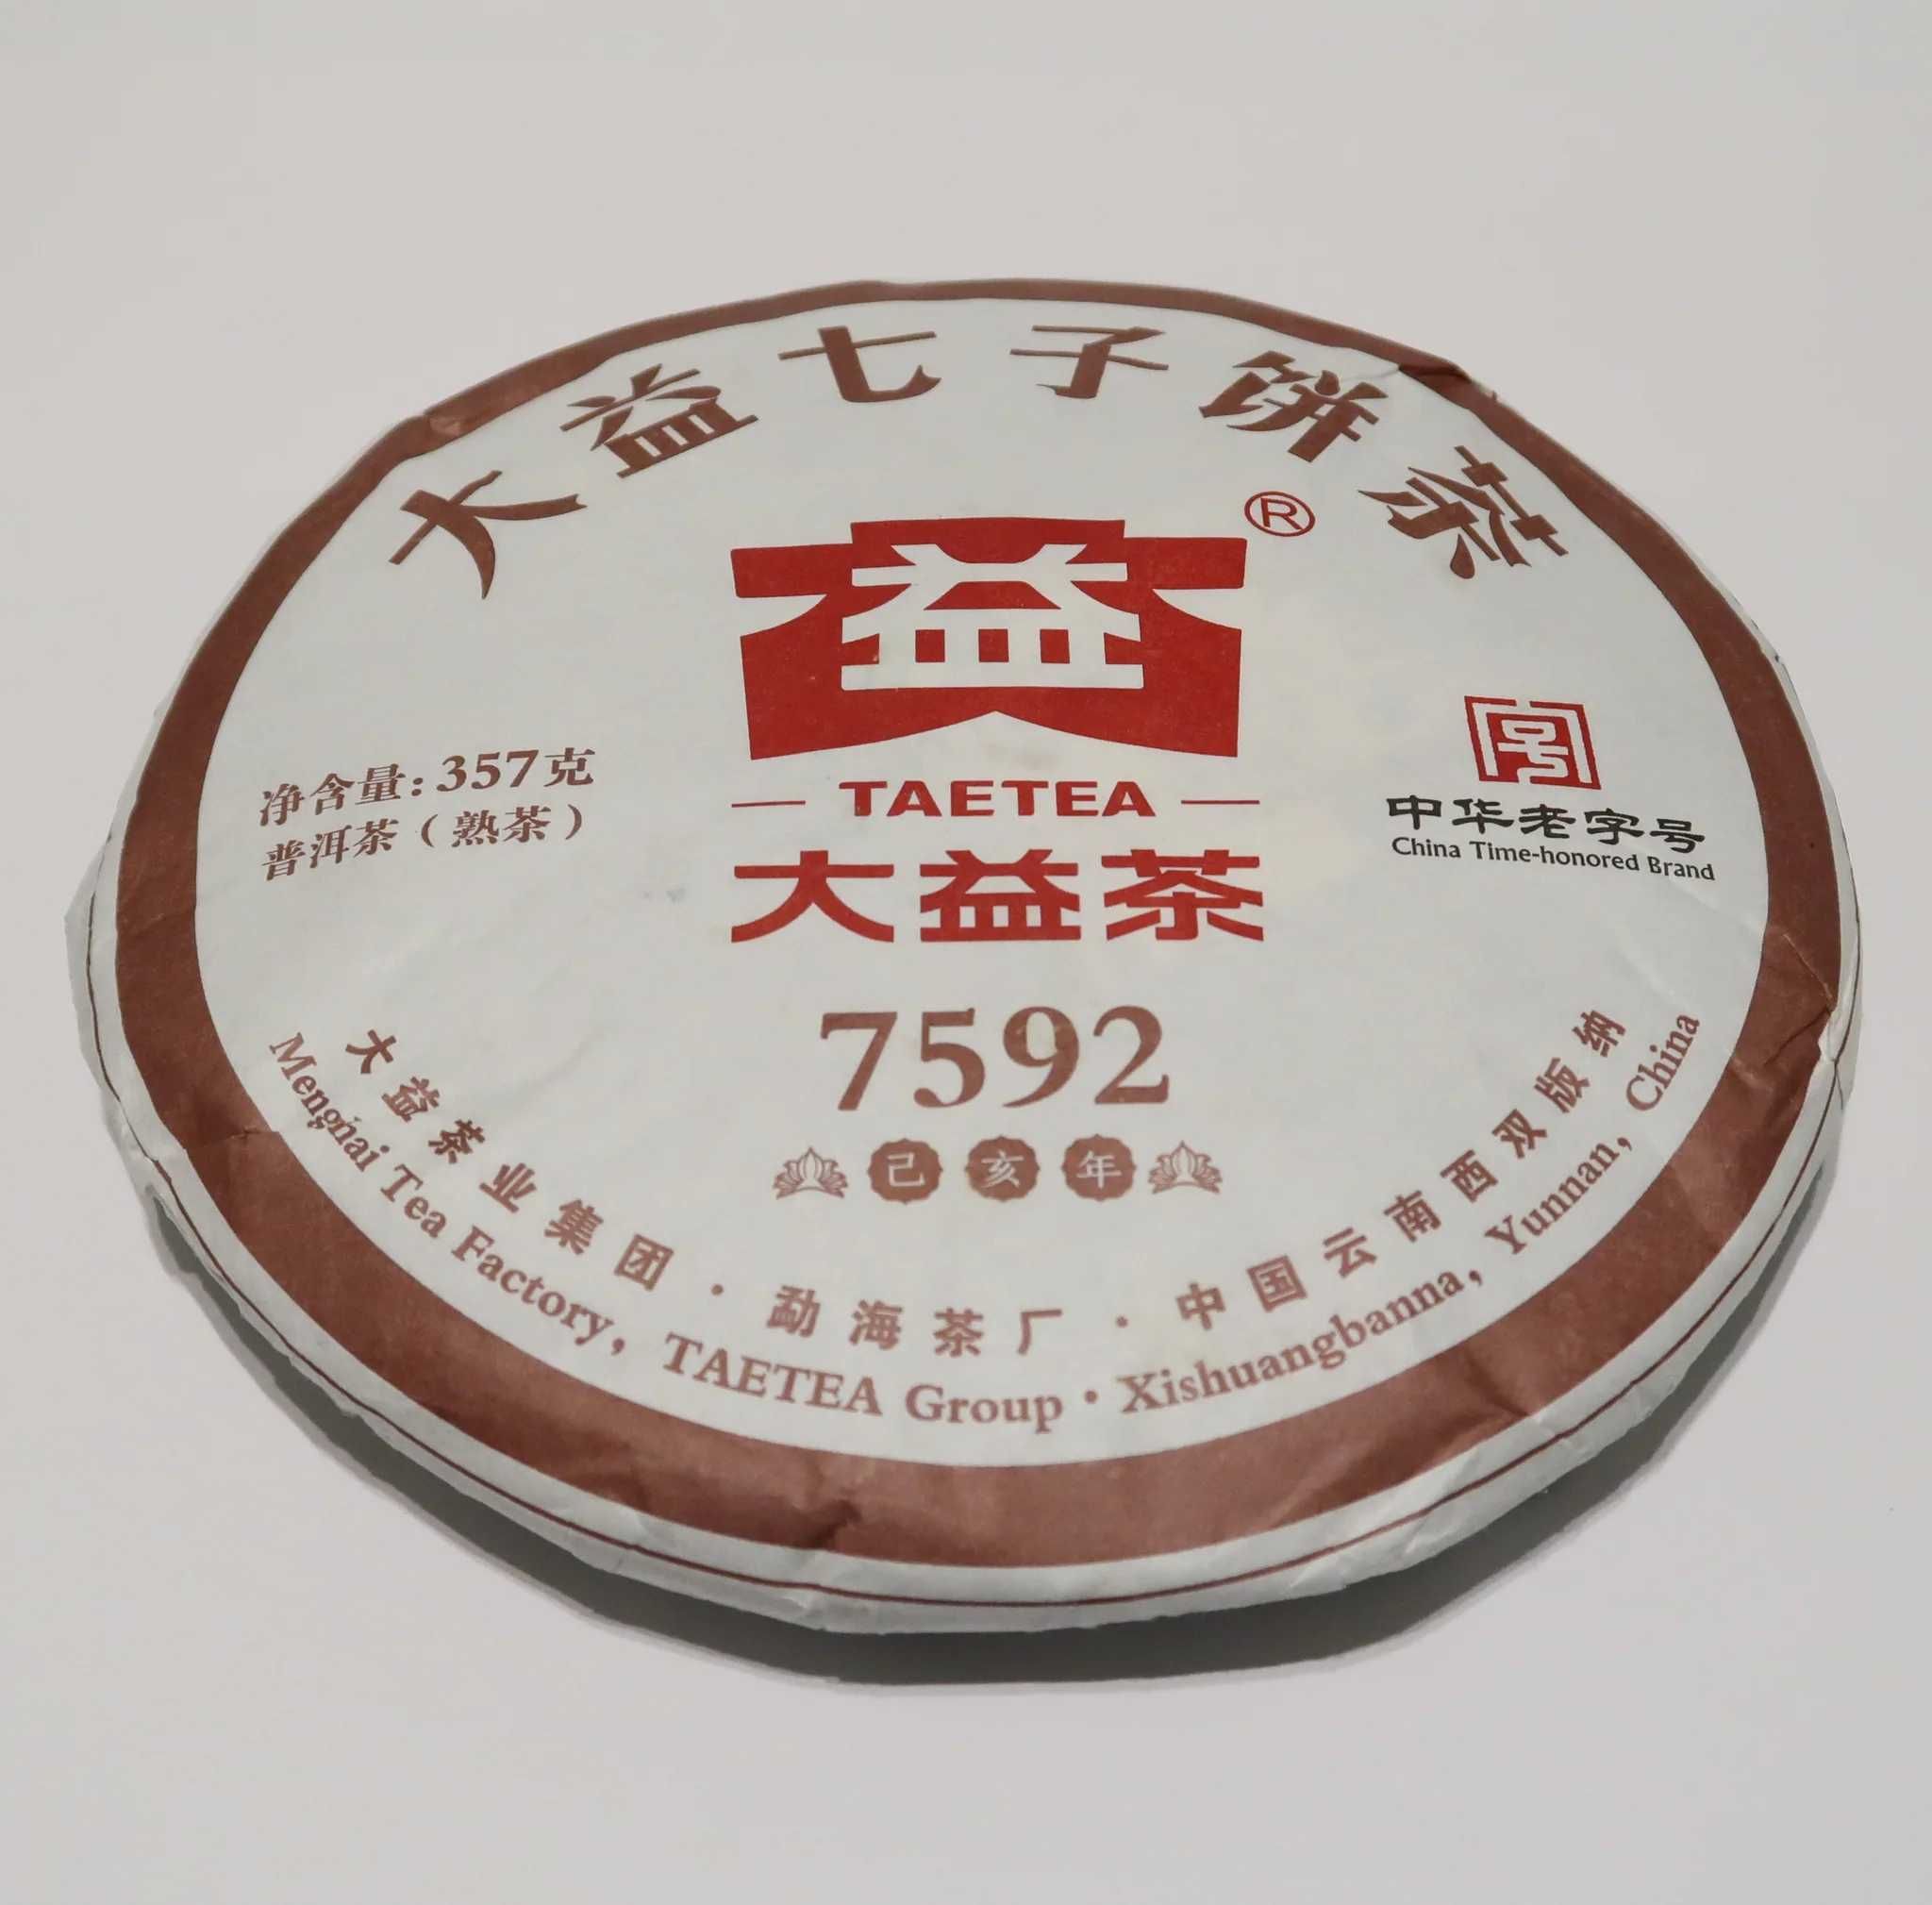 大益七子饼茶
益
®
TAETEA
大益茶
净含量:357克
普洱茶(熟茶)
号
中华老字号
China Time-honored Brand
7592
己亥年
大益茶业集团·勐海茶厂·中国云南西双版纳
Menghai Tea Factory, TAETEA Group·Xishuangbanna, Yunnan, China